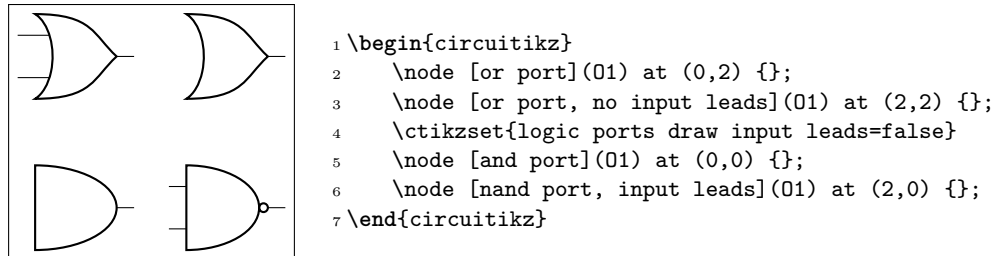 1 \begin{circuitikz}
2     \node [or port](O1) at (0,2) {};
3     \node [or port, no input leads](O1) at (2,2) {};
4     \ctikzset{logic ports draw input leads=false}
5     \node [and port](O1) at (0,0) {};
6     \node [nand port, input leads](O1) at (2,0) {};
7 \end{circuitikz}